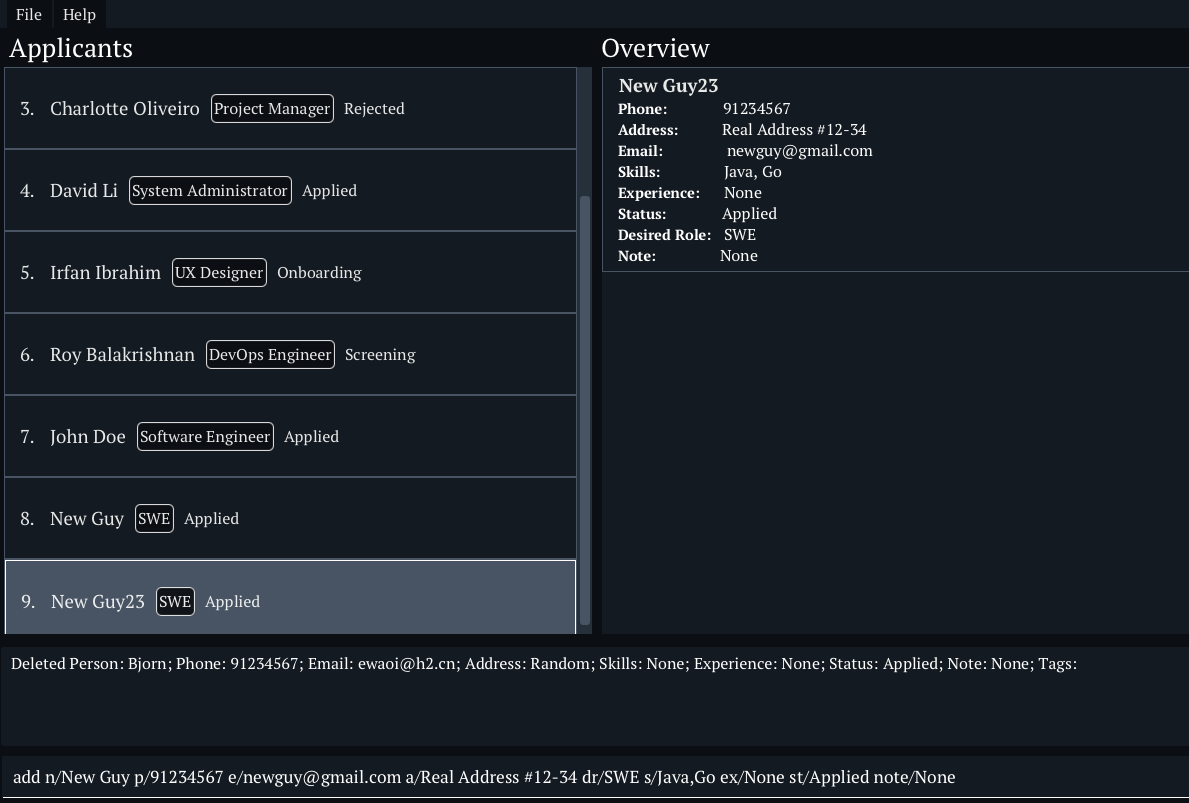 File Help
Applicants
3. Charlotte Oliveiro Project Manager Rejected
4. David Li System Administrator Applied
5. Irfan Ibrahim UX Designer Onboarding
6. Roy Balakrishnan DevOps Engineer Screening
7. John Doe Software Engineer Applied
8. New Guy SWE Applied
9. New Guy23 SWE Applied
Overview
New Guy23
Phone: 91234567
Address: Real Address #12-34
Email: newguy@gmail.com
Skills: Java, Go
Experience: None
Status: Applied
Desired Role: SWE
Note: None
Deleted Person: Bjorn; Phone: 91234567; Email: ewaoi@h2.cn; Address: Random; Skills: None; Experience: None; Status: Applied; Note: None; Tags:
add n/New Guy p/91234567 e/newguy@gmail.com a/Real Address #12-34 dr/SWE s/Java,Go ex/None st/Applied note/None